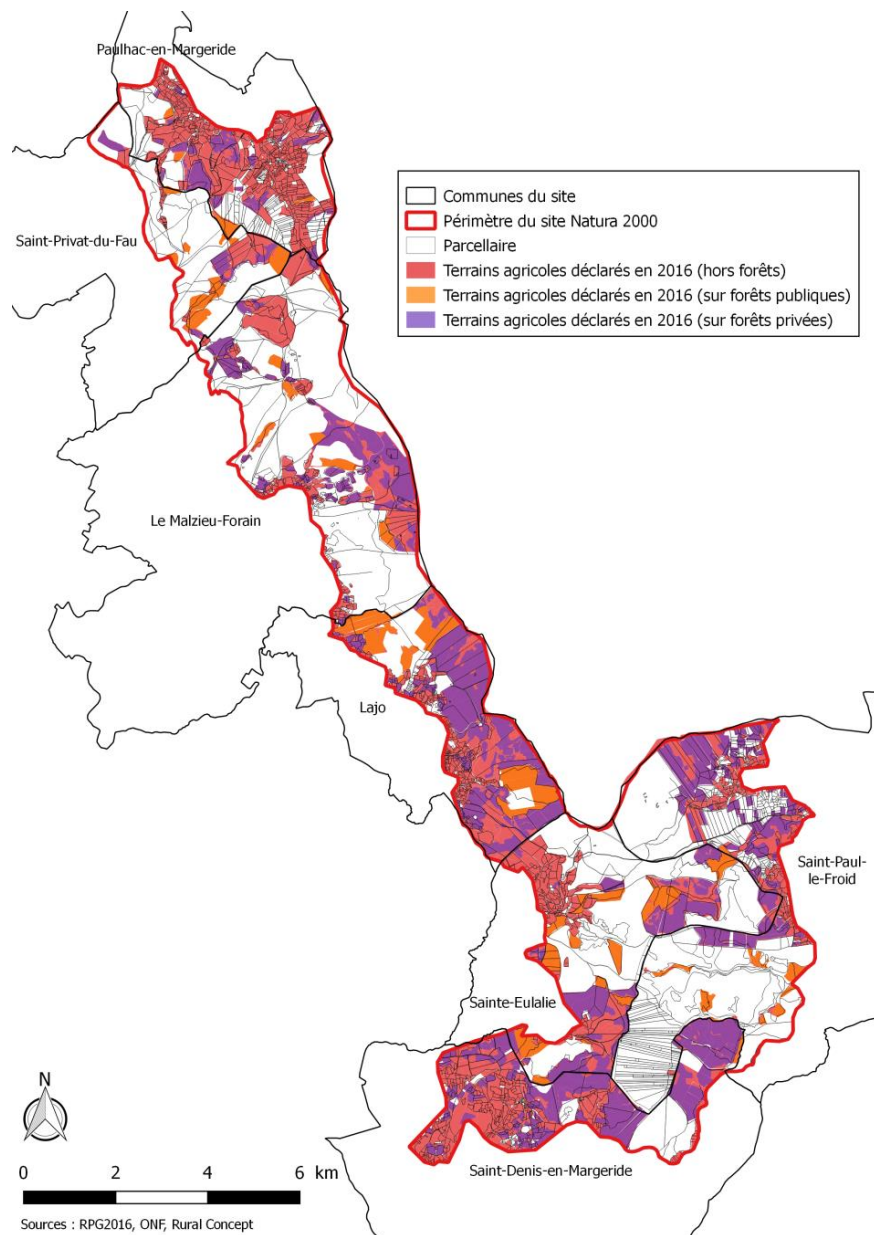 Paulhac-en-Margeride
Communes du site
Périmètre du site Natura 2000
Parcellaire
Terrains agricoles déclarés en 2016 (hors forêts)
Terrains agricoles déclarés en 2016 (sur forêts publiques)
Terrains agricoles déclarés en 2016 (sur forêts privées)
Saint-Privat-du-Fau
Le Malzieu-Forain
Lajo
Saint-Paul-
le-Froid
Sainte-Eulalie
Saint-Denis-en-Margeride
N
0 2 4 6 km
Sources : RPG2016, ONF, Rural Concept